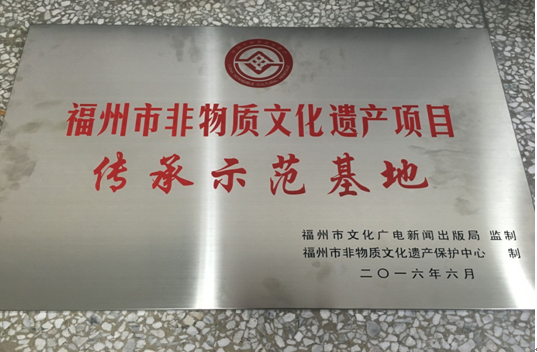 福州市非物质文化遗产项目
传承示范基地
福州市文化广电新闻出版局 监制
福州市非物质文化遗产保护中心 制
二〇一六年六月